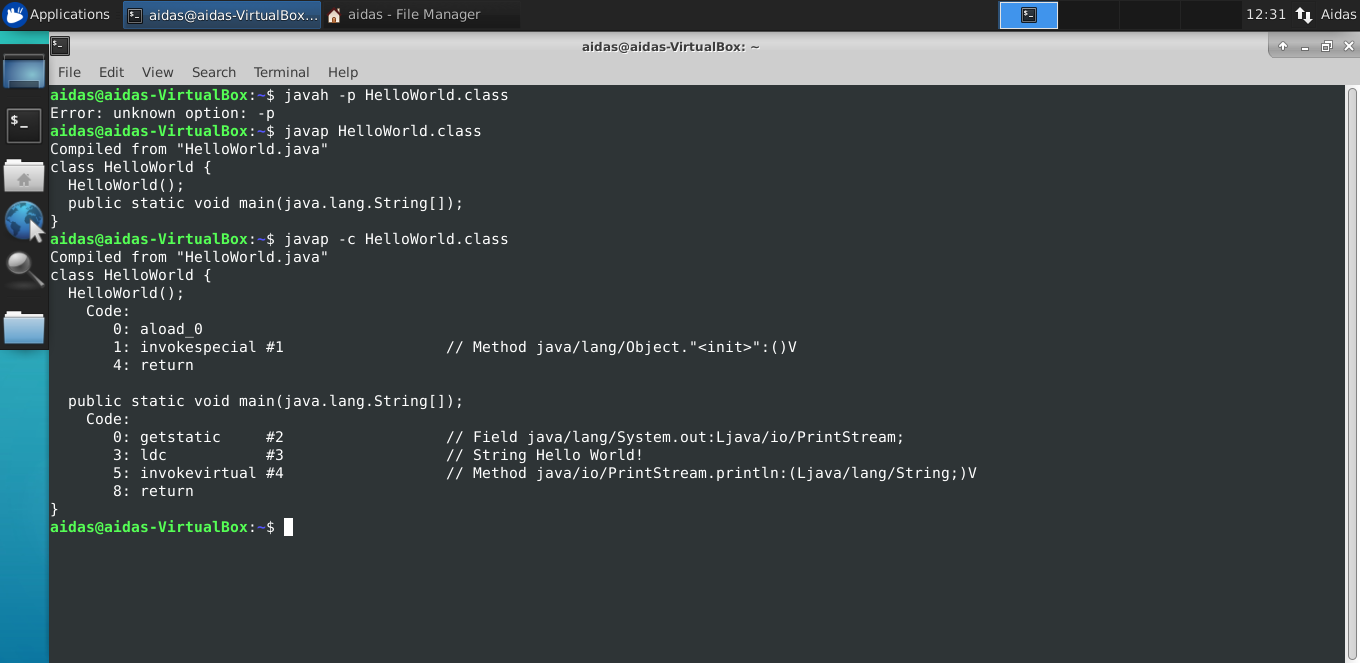 Applications
aidas@aidas-VirtualBox...
aidas - File Manager
12:31
Aidas
aidas@aidas-VirtualBox: ~
File Edit View Search Terminal Help
aidas@aidas-VirtualBox:~$ javah -p HelloWorld.class
Error: unknown option: -p
aidas@aidas-VirtualBox:~$ javap HelloWorld.class
Compiled from "HelloWorld.java"
class HelloWorld {
  HelloWorld();
  public static void main(java.lang.String[]);
}
aidas@aidas-VirtualBox:~$ javap -c HelloWorld.class
Compiled from "HelloWorld.java"
class HelloWorld {
  HelloWorld();
    Code:
       0: aload_0
       1: invokespecial #1                  // Method java/lang/Object."<init>":()V
       4: return

  public static void main(java.lang.String[]);
    Code:
       0: getstatic     #2                  // Field java/lang/System.out:Ljava/io/PrintStream;
       3: ldc           #3                  // String Hello World!
       5: invokevirtual #4                  // Method java/io/PrintStream.println:(Ljava/lang/String;)V
       8: return
}
aidas@aidas-VirtualBox:~$